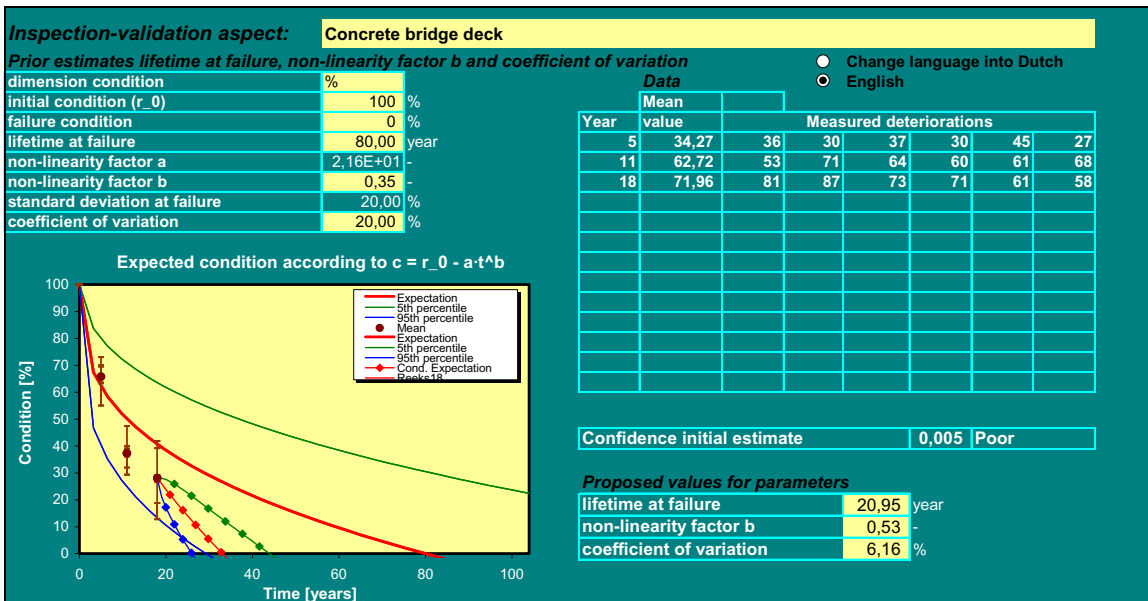 Inspection-validation aspect: Concrete bridge deck
Prior estimates lifetime at failure, non-linearity factor b and coefficient of variation
Change language into Dutch
English
dimension condition %
initial condition (r_0) 100 %
failure condition 0 %
lifetime at failure 80,00 year
non-linearity factor a 2,16E+01 -
non-linearity factor b 0,35 -
standard deviation at failure 20,00 %
coefficient of variation 20,00 %
Data
Mean
Year value Measured deteriorations
5 34,27 36 30 37 30 45 27
11 62,72 53 71 64 60 61 68
18 71,96 81 87 73 71 61 58
Expected condition according to c = r_0 - a·t^b
Condition [%]
100
90
80
70
60
50
40
30
20
10
0
Expectation
5th percentile
95th percentile
Mean
Expectation
5th percentile
95th percentile
Cond. Expectation
Reeks18
0 20 40 60 80 100
Time [years]
Confidence initial estimate 0,005 Poor
Proposed values for parameters
lifetime at failure 20,95 year
non-linearity factor b 0,53 -
coefficient of variation 6,16 %